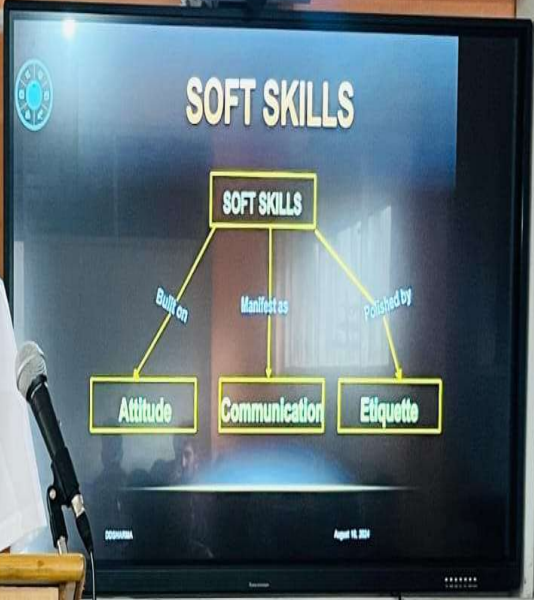 SOFT SKILLS
SOFT SKILLS
Built on
Manifest as
Polished by
Attitude
Communication
Etiquette
DDSHARMA
August 16, 2024